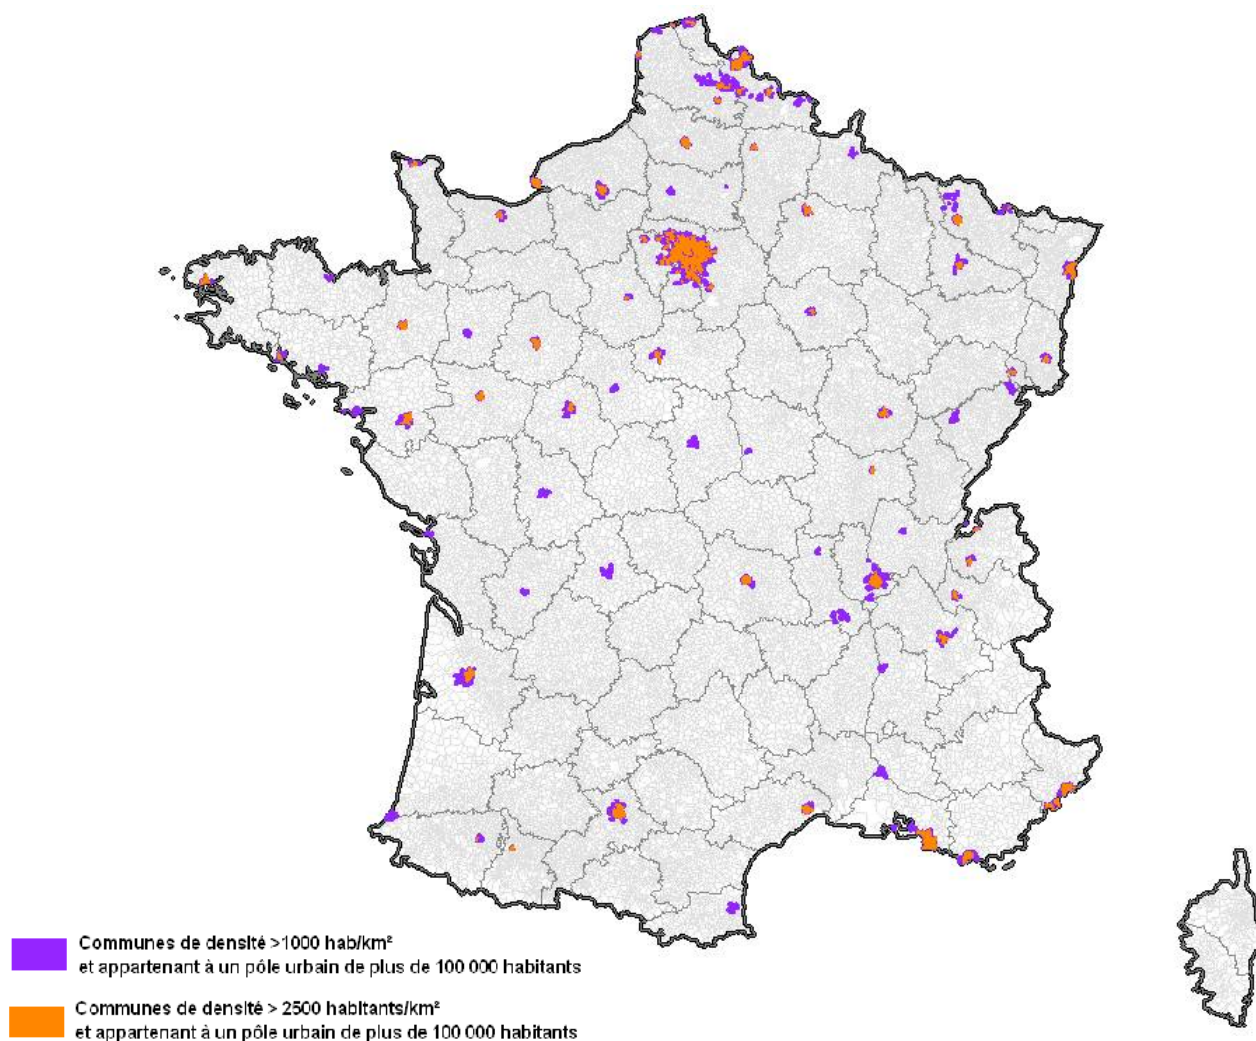 Communes de densité >1000 hab/km²
et appartenant à un pôle urbain de plus de 100 000 habitants
Communes de densité > 2500 habitants/km²
et appartenant à un pôle urbain de plus de 100 000 habitants